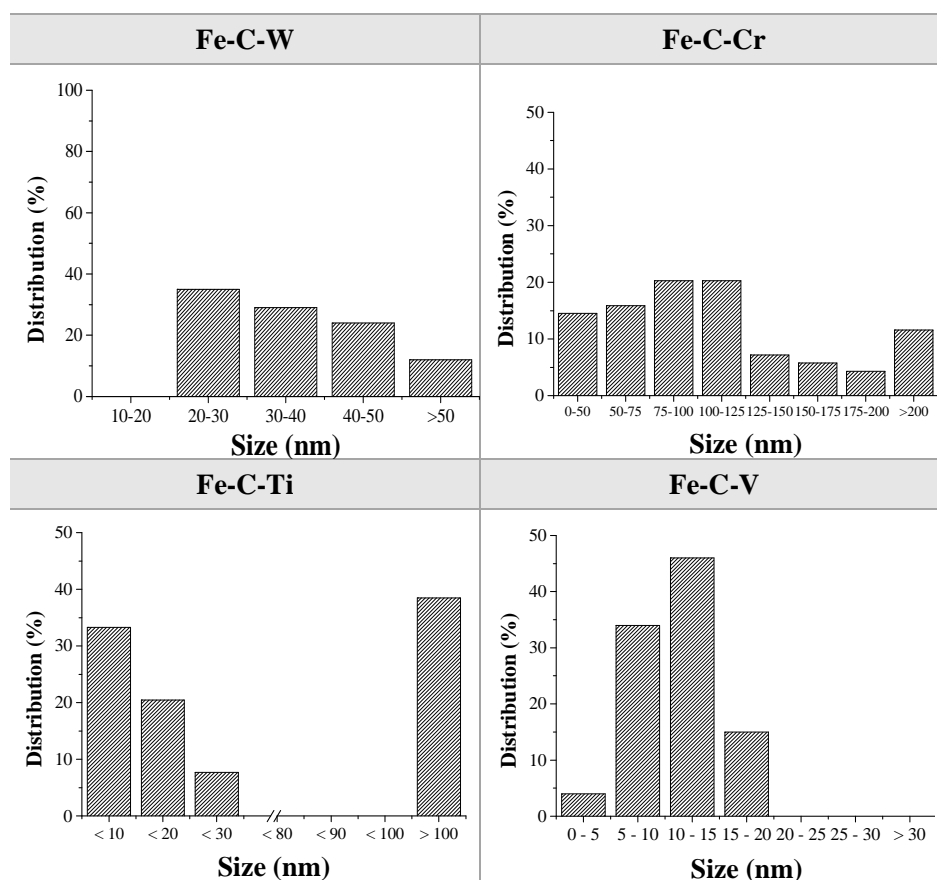 Fe-C-W
Fe-C-Cr
100
80
60
40
20
0
Distribution (%)
10-20 20-30 30-40 40-50 >50
Size (nm)
50
40
30
20
10
0
Distribution (%)
0-50 50-75 75-100 100-125 125-150 150-175 175-200 >200
Size (nm)
Fe-C-Ti
Fe-C-V
50
40
30
20
10
0
Distribution (%)
< 10 < 20 < 30 < 80 < 90 < 100 > 100
Size (nm)
50
40
30
20
10
0
Distribution (%)
0 - 5 5 - 10 10 - 15 15 - 20 20 - 25 25 - 30 > 30
Size (nm)